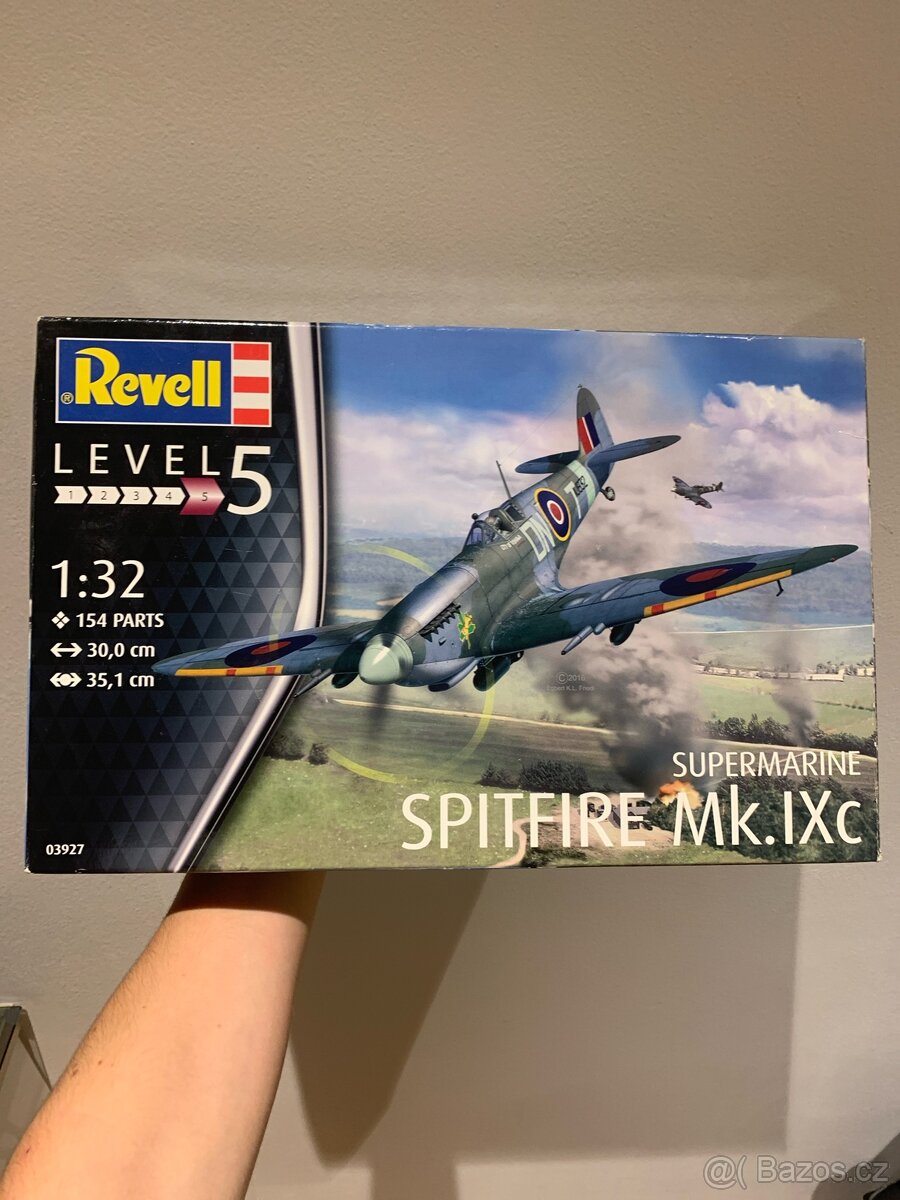 Revell
LEVEL 5
1 2 3 4 5
1:32
154 PARTS
30,0 cm
35,1 cm
DN T
©2016
SUPERMARINE
SPITFIRE Mk.IXc
03927
@( Bazos.cz